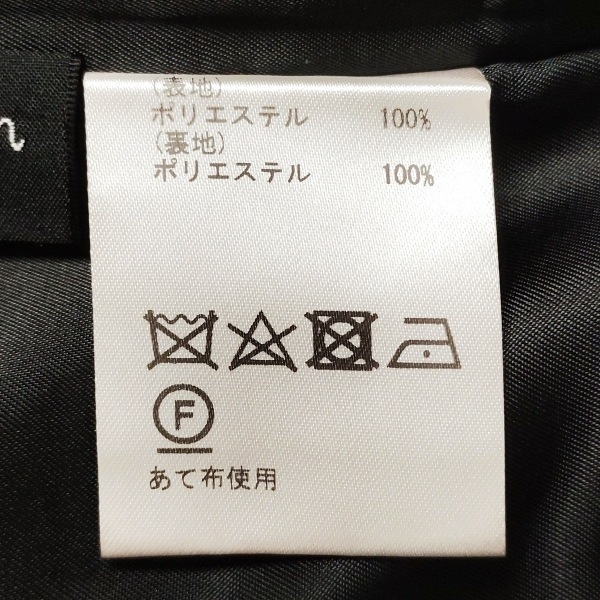 (表地)
ポリエステル 100%
(裏地)
ポリエステル 100%
F
あて布使用